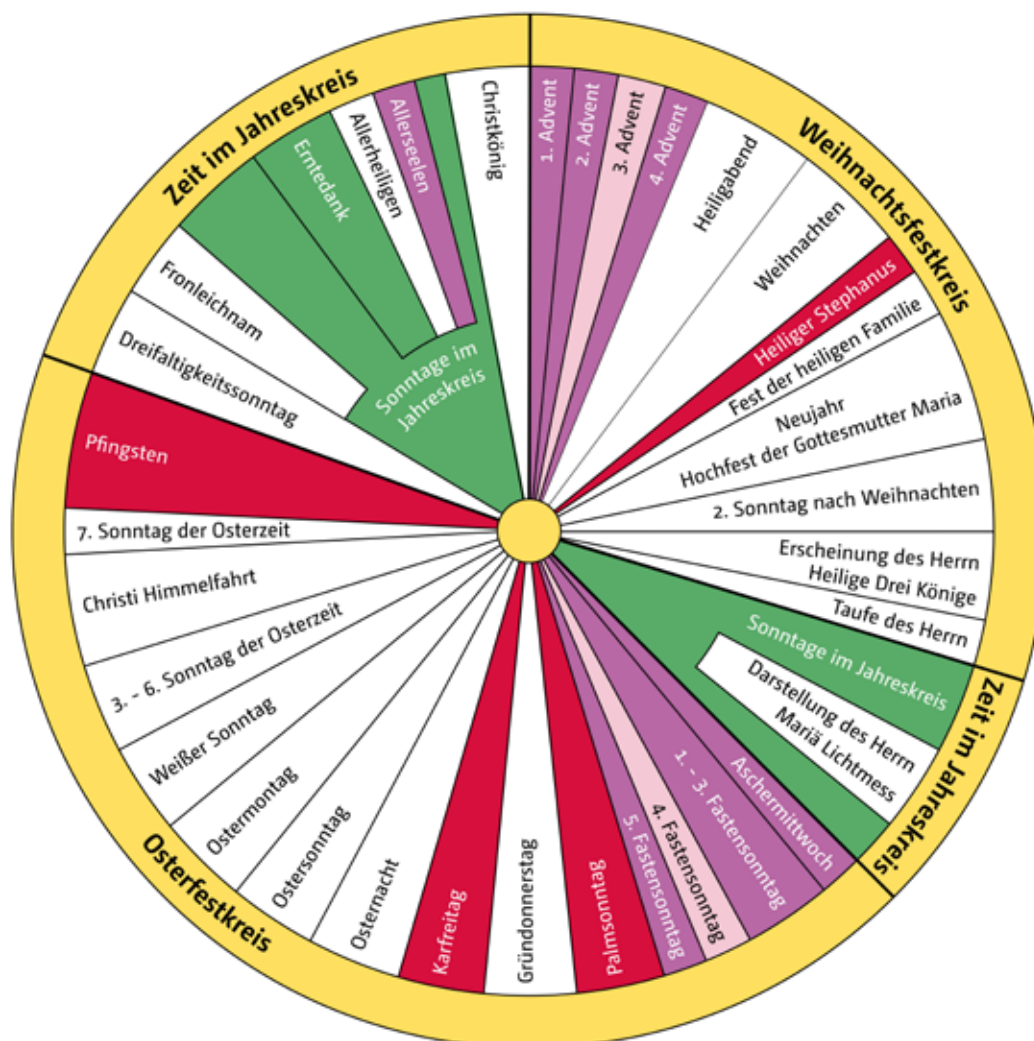 Weihnachtsfestkreis
1. Advent
2. Advent
3. Advent
4. Advent
Heiligabend
Weihnachten
Heiliger Stephanus
Fest der heiligen Familie
Neujahr
Hochfest der Gottesmutter Maria
2. Sonntag nach Weihnachten
Erscheinung des Herrn
Heilige Drei Könige
Taufe des Herrn
Zeit im Jahreskreis
Sonntage im Jahreskreis
Darstellung des Herrn
Mariä Lichtmess
Osterfestkreis
Aschermittwoch
1. - 3. Fastensonntag
4. Fastensonntag
5. Fastensonntag
Palmsonntag
Gründonnerstag
Karfreitag
Osternacht
Ostersonntag
Ostermontag
Weißer Sonntag
3. - 6. Sonntag der Osterzeit
Christi Himmelfahrt
7. Sonntag der Osterzeit
Pfingsten
Zeit im Jahreskreis
Dreifaltigkeitssonntag
Fronleichnam
Sonntage im
Jahreskreis
Erntedank
Allerheiligen
Allerseelen
Christkönig